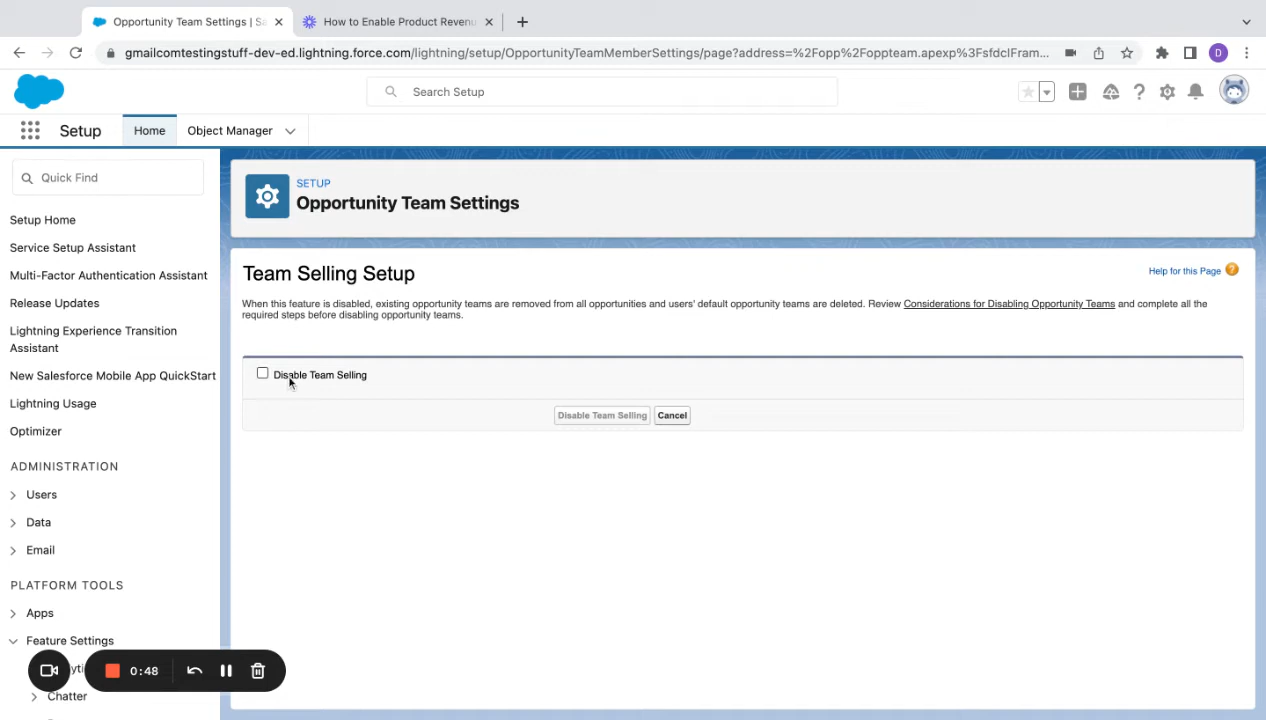 Opportunity Team Settings | Sa
How to Enable Product Revenu
gmailcomtestingstuff-dev-ed.lightning.force.com/lightning/setup/OpportunityTeamMemberSettings/page?address=%2Fopp%2Foppteam.apexp%3FsfdcIFram...
D
Search Setup
Setup
Home
Object Manager
Quick Find
Setup Home
Service Setup Assistant
Multi-Factor Authentication Assistant
Release Updates
Lightning Experience Transition
Assistant
New Salesforce Mobile App QuickStart
Lightning Usage
Optimizer
ADMINISTRATION
Users
Data
Email
PLATFORM TOOLS
Apps
Feature Settings
Chatter
0:48
SETUP
Opportunity Team Settings
Team Selling Setup
Help for this Page
When this feature is disabled, existing opportunity teams are removed from all opportunities and users' default opportunity teams are deleted. Review Considerations for Disabling Opportunity Teams and complete all the
required steps before disabling opportunity teams.
Disable Team Selling
Disable Team Selling
Cancel